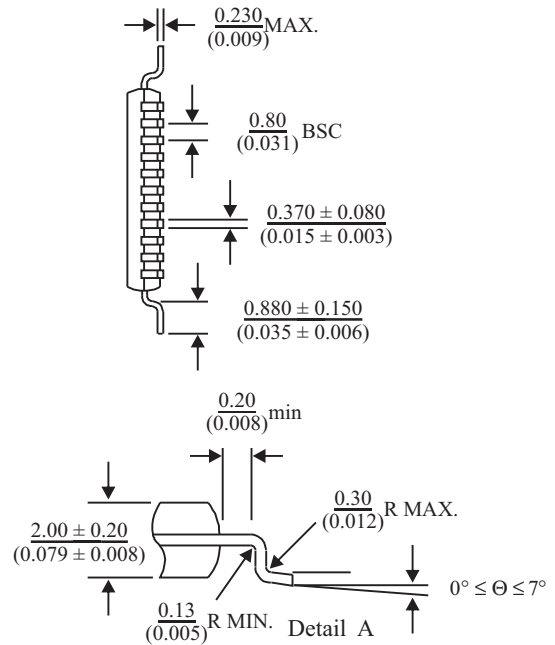 0.230
(0.009) MAX.
0.80
(0.031) BSC
0.370 ± 0.080
(0.015 ± 0.003)
0.880 ± 0.150
(0.035 ± 0.006)
0.20
(0.008) min
0.30
(0.012) R MAX.
2.00 ± 0.20
(0.079 ± 0.008)
0° ≤ Θ ≤ 7°
0.13
(0.005) R MIN.
Detail A